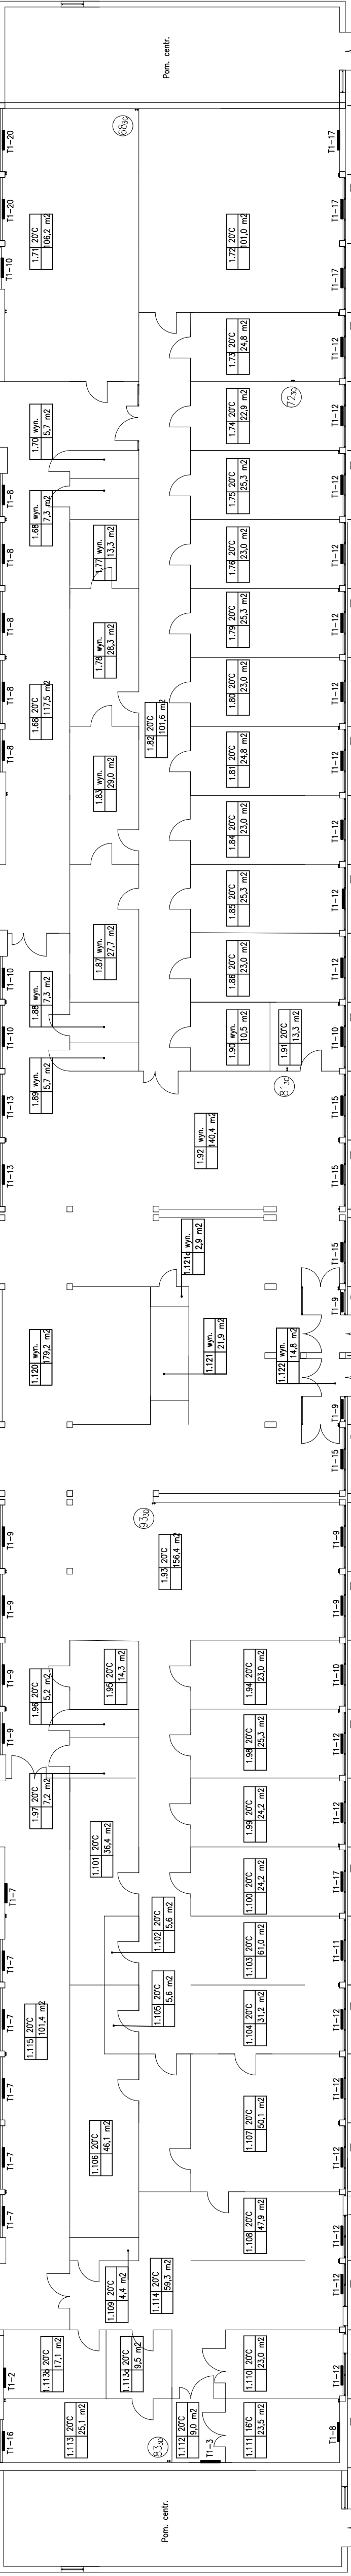 Pom. centr.
T1-20
T1-17
68₃₀
T1-20
T1-17
T1-10
1.71 20°C
106,2 m2
1.72 20°C
101,0 m2
T1-17
1.73 20°C
24,8 m2
T1-12
72₃₀
1.70 wyn.
5,7 m2
1.74 20°C
22,9 m2
T1-12
T1-8
1.68 wyn.
7,3 m2
1.75 20°C
25,3 m2
T1-12
T1-8
1.77 wyn.
13,3 m2
1.76 20°C
23,0 m2
T1-12
T1-8
1.78 wyn.
28,3 m2
1.79 20°C
25,3 m2
T1-12
T1-8
1.68 20°C
117,5 m2
1.82 20°C
101,6 m2
1.80 20°C
23,0 m2
T1-12
T1-8
1.83 wyn.
29,0 m2
1.81 20°C
24,8 m2
T1-12
1.84 20°C
23,0 m2
T1-12
1.85 20°C
25,3 m2
T1-12
T1-10
1.88 wyn.
7,3 m2
1.87 wyn.
27,7 m2
1.86 20°C
23,0 m2
T1-12
T1-10
1.89 wyn.
5,7 m2
1.90 wyn.
10,5 m2
1.91 20°C
13,3 m2
T1-10
81₃₀
T1-13
T1-15
T1-13
1.92 wyn.
140,4 m2
T1-15
1.121a wyn.
2,9 m2
T1-15
T1-9
1.120 wyn.
179,2 m2
1.121 wyn.
21,9 m2
1.122 wyn.
14,8 m2
T1-9
T1-15
93₃₀
T1-9
1.93 20°C
156,4 m2
T1-9
T1-9
T1-9
T1-9
1.96 20°C
5,2 m2
1.95 20°C
14,3 m2
1.94 20°C
23,0 m2
T1-10
T1-9
1.98 20°C
25,3 m2
T1-12
1.97 20°C
7,2 m2
1.99 20°C
24,2 m2
T1-12
T1-7
1.101 20°C
36,4 m2
1.100 20°C
24,2 m2
T1-17
T1-7
1.102 20°C
5,6 m2
1.103 20°C
61,0 m2
T1-11
T1-7
1.115 20°C
101,4 m2
1.105 20°C
5,6 m2
1.104 20°C
31,2 m2
T1-12
T1-7
1.106 20°C
46,1 m2
1.107 20°C
50,1 m2
T1-12
T1-7
T1-12
T1-7
1.108 20°C
47,9 m2
T1-12
1.109 20°C
4,4 m2
1.114 20°C
59,3 m2
T1-12
T1-2
1.113b 20°C
17,1 m2
1.113c 20°C
9,5 m2
1.110 20°C
23,0 m2
T1-12
T1-16
1.113 20°C
25,1 m2
83₃₀
1.112 20°C
9,0 m2
T1-3
1.111 16°C
23,5 m2
T1-8
Pom. centr.